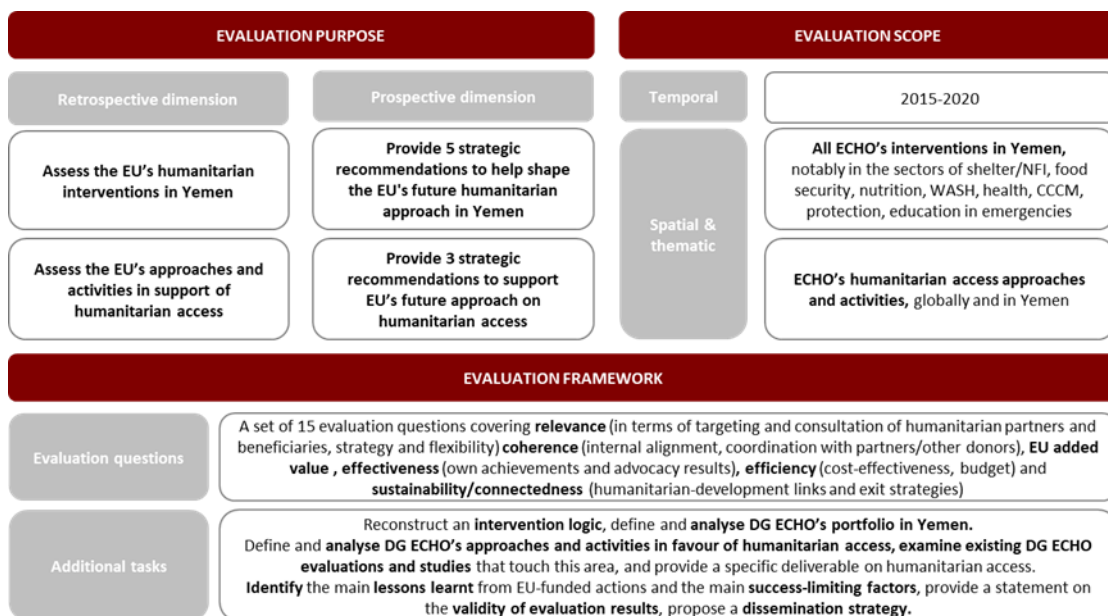 EVALUATION PURPOSE
Retrospective dimension
Prospective dimension
Assess the EU's humanitarian
interventions in Yemen
Provide 5 strategic
recommendations to help shape
the EU's future humanitarian
approach in Yemen
Assess the EU's approaches and
activities in support of
humanitarian access
Provide 3 strategic
recommendations to support
EU's future approach on
humanitarian access
EVALUATION SCOPE
Temporal
2015-2020
Spatial &
thematic
All ECHO's interventions in Yemen,
notably in the sectors of shelter/NFI, food
security, nutrition, WASH, health, CCCM,
protection, education in emergencies
ECHO's humanitarian access approaches
and activities, globally and in Yemen
EVALUATION FRAMEWORK
Evaluation questions
A set of 15 evaluation questions covering relevance (in terms of targeting and consultation of humanitarian partners and
beneficiaries, strategy and flexibility) coherence (internal alignment, coordination with partners/other donors), EU added
value , effectiveness (own achievements and advocacy results), efficiency (cost-effectiveness, budget) and
sustainability/connectedness (humanitarian-development links and exit strategies)
Additional tasks
Reconstruct an intervention logic, define and analyse DG ECHO's portfolio in Yemen.
Define and analyse DG ECHO's approaches and activities in favour of humanitarian access, examine existing DG ECHO
evaluations and studies that touch this area, and provide a specific deliverable on humanitarian access.
Identify the main lessons learnt from EU-funded actions and the main success-limiting factors, provide a statement on
the validity of evaluation results, propose a dissemination strategy.